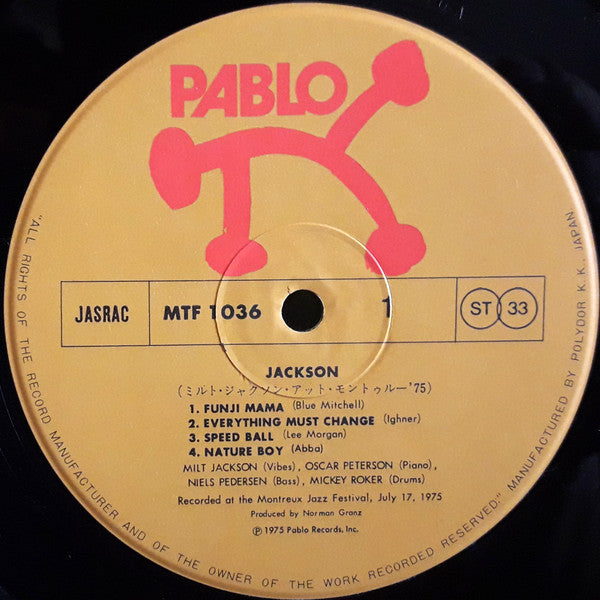 PABLO
JASRAC
MTF 1036
1
ST 33
JACKSON
(ミルト・ジャクソン・アット・モントゥルー'75)
1. FUNJI MAMA (Blue Mitchell)
2. EVERYTHING MUST CHANGE (Ighner)
3. SPEED BALL (Lee Morgan)
4. NATURE BOY (Abba)
MILT JACKSON (Vibes), OSCAR PETERSON (Piano),
NIELS PEDERSEN (Bass), MICKEY ROKER (Drums)
Recorded at the Montreux Jazz Festival, July 17, 1975
Produced by Norman Granz
Ⓟ 1975 Pablo Records, Inc.
"ALL RIGHTS OF THE RECORD MANUFACTURER AND OF THE OWNER OF THE WORK RECORDED RESERVED." MANUFACTURED BY POLYDOR K.K., JAPAN